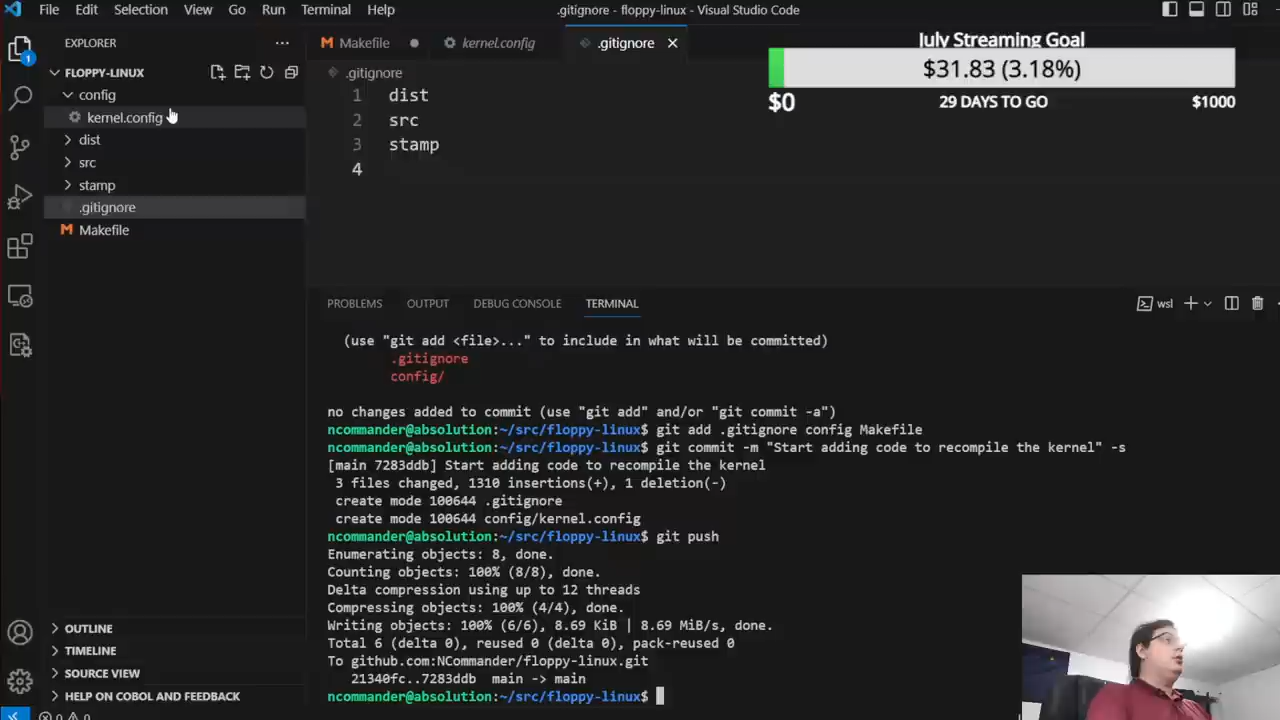 File Edit Selection View Go Run Terminal Help
.gitignore - floppy-linux - Visual Studio Code
EXPLORER
1
FLOPPY-LINUX
config
kernel.config
dist
src
stamp
.gitignore
Makefile
OUTLINE
TIMELINE
SOURCE VIEW
HELP ON COBOL AND FEEDBACK
Makefile kernel.config .gitignore
.gitignore
1 dist
2 src
3 stamp
4
July Streaming Goal
$31.83 (3.18%)
$0 29 DAYS TO GO $1000
PROBLEMS OUTPUT DEBUG CONSOLE TERMINAL wsl
(use "git add <file>..." to include in what will be committed)
.gitignore
config/
no changes added to commit (use "git add" and/or "git commit -a")
ncommander@absolution:~/src/floppy-linux$ git add .gitignore config Makefile
ncommander@absolution:~/src/floppy-linux$ git commit -m "Start adding code to recompile the kernel" -s
[main 7283ddb] Start adding code to recompile the kernel
3 files changed, 1310 insertions(+), 1 deletion(-)
create mode 100644 .gitignore
create mode 100644 config/kernel.config
ncommander@absolution:~/src/floppy-linux$ git push
Enumerating objects: 8, done.
Counting objects: 100% (8/8), done.
Delta compression using up to 12 threads
Compressing objects: 100% (4/4), done.
Writing objects: 100% (6/6), 8.69 KiB | 8.69 MiB/s, done.
Total 6 (delta 0), reused 0 (delta 0), pack-reused 0
To github.com:NCommander/floppy-linux.git
21340fc..7283ddb main -> main
ncommander@absolution:~/src/floppy-linux$
0 0